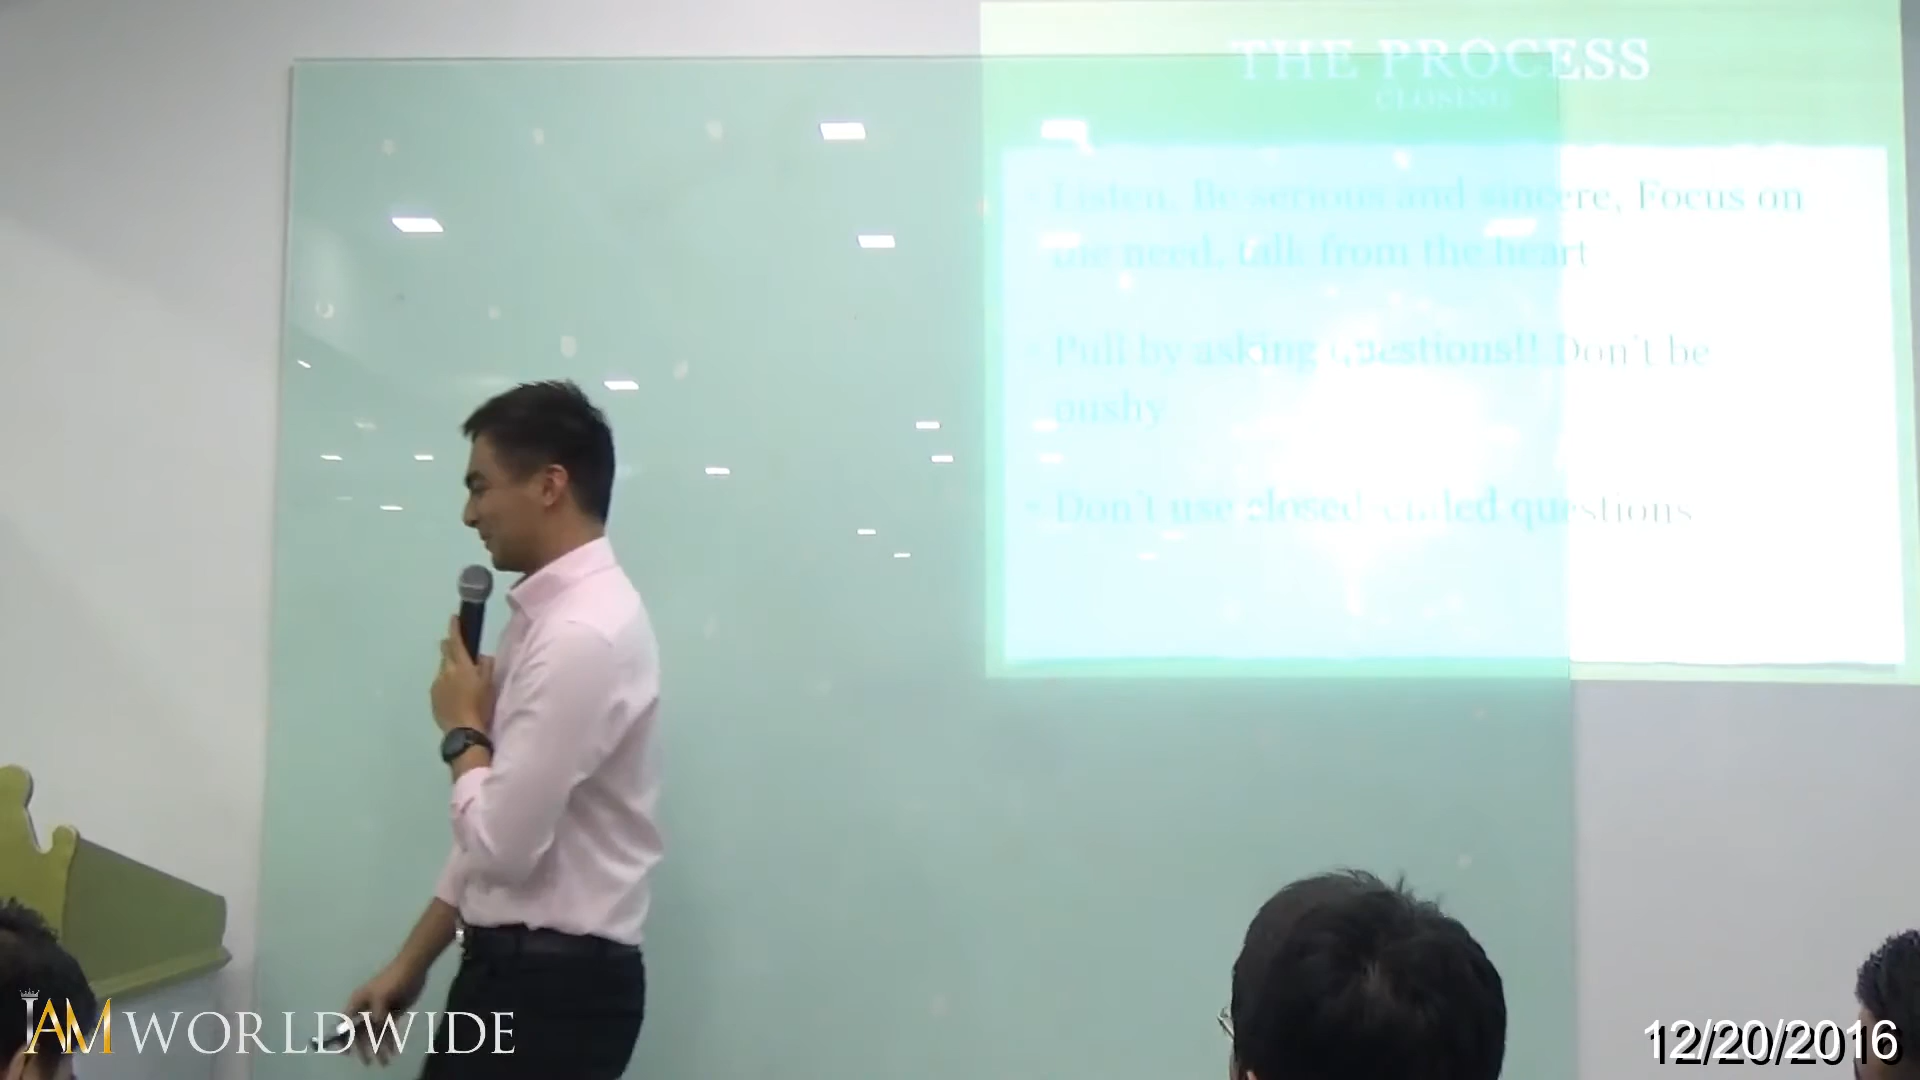 THE PROCESS
CLOSING
• Listen, Be serious and sincere, Focus on
the need, talk from the heart
• Pull by asking questions!! Don't be
pushy
• Don't use closed-ended questions
IAM WORLDWIDE
12/20/2016